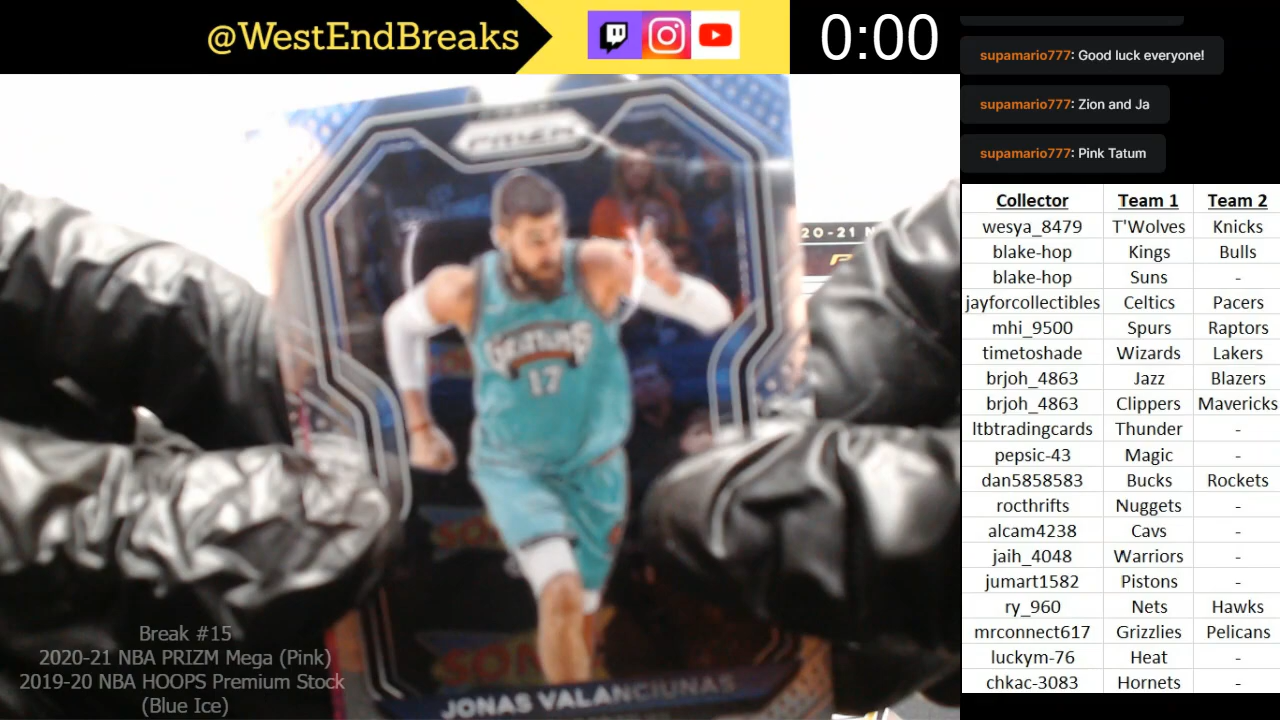 @WestEndBreaks
0:00
supamario777: Good luck everyone!
supamario777: Zion and Ja
supamario777: Pink Tatum
Collector Team 1 Team 2
wesya_8479 T'Wolves Knicks
blake-hop Kings Bulls
blake-hop Suns -
jayforcollectibles Celtics Pacers
mhi_9500 Spurs Raptors
timetoshade Wizards Lakers
brjoh_4863 Jazz Blazers
brjoh_4863 Clippers Mavericks
ltbtradingcards Thunder -
pepsic-43 Magic -
dan5858583 Bucks Rockets
rocthrifts Nuggets -
alcam4238 Cavs -
jaih_4048 Warriors -
jumart1582 Pistons -
ry_960 Nets Hawks
mrconnect617 Grizzlies Pelicans
luckym-76 Heat -
chkac-3083 Hornets -
PRIZM
20-21 N
GRIZZLIES
17
JONAS VALANCIUNAS
Break #15
2020-21 NBA PRIZM Mega (Pink)
2019-20 NBA HOOPS Premium Stock
(Blue Ice)